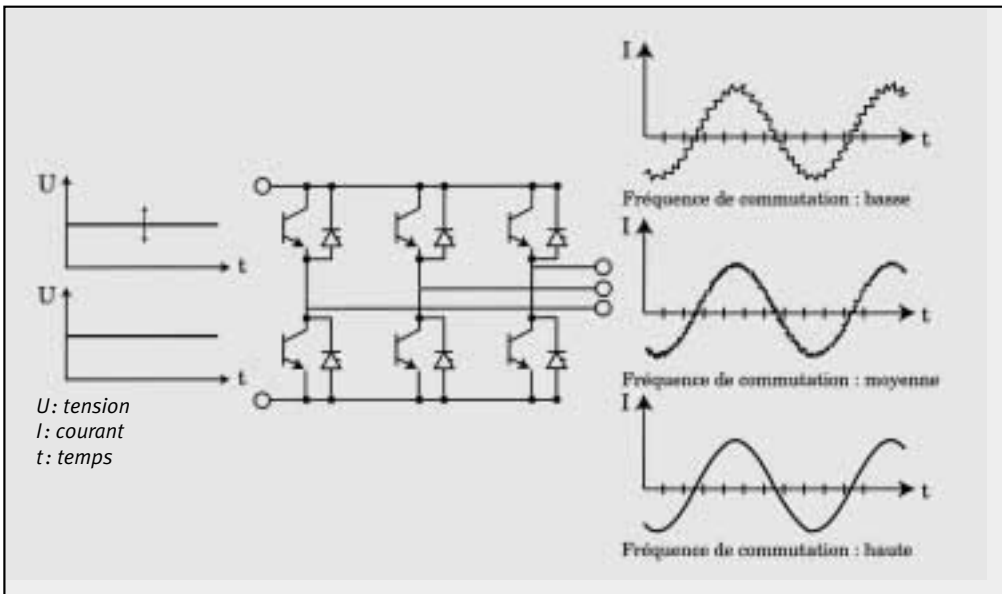 U
t
U
t
U: tension
I: courant
t: temps
I
t
Fréquence de commutation : basse
I
t
Fréquence de commutation : moyenne
I
t
Fréquence de commutation : haute